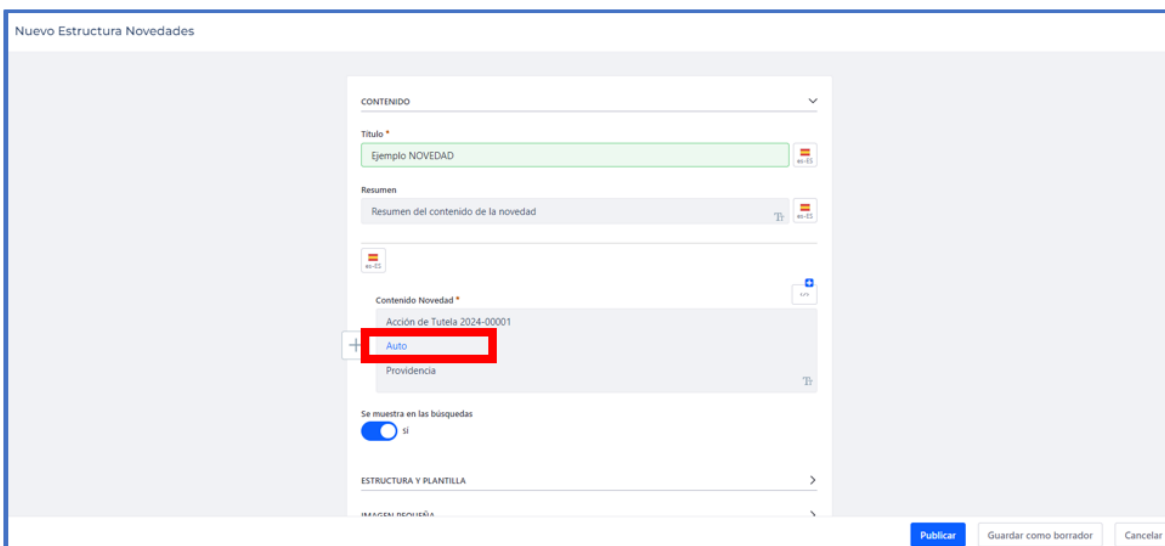 Nuevo Estructura Novedades
CONTENIDO
Título *
Ejemplo NOVEDAD
es-ES
Resumen
Resumen del contenido de la novedad
es-ES
es-ES
Contenido Novedad *
Acción de Tutela 2024-00001
Auto
Providencia
Se muestra en las búsquedas
sí
ESTRUCTURA Y PLANTILLA
IMAGEN PEQUEÑA
Publicar
Guardar como borrador
Cancelar